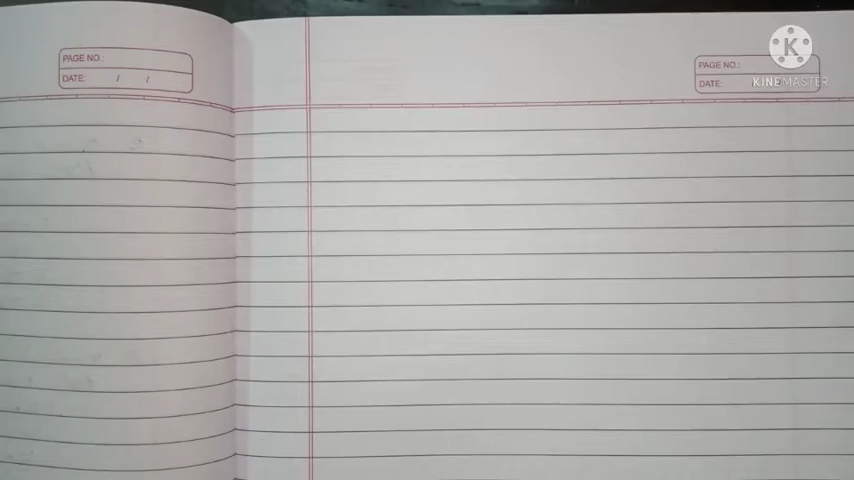 PAGE NO.:
DATE: / /
PAGE NO.:
DATE:
K
KINEMASTER